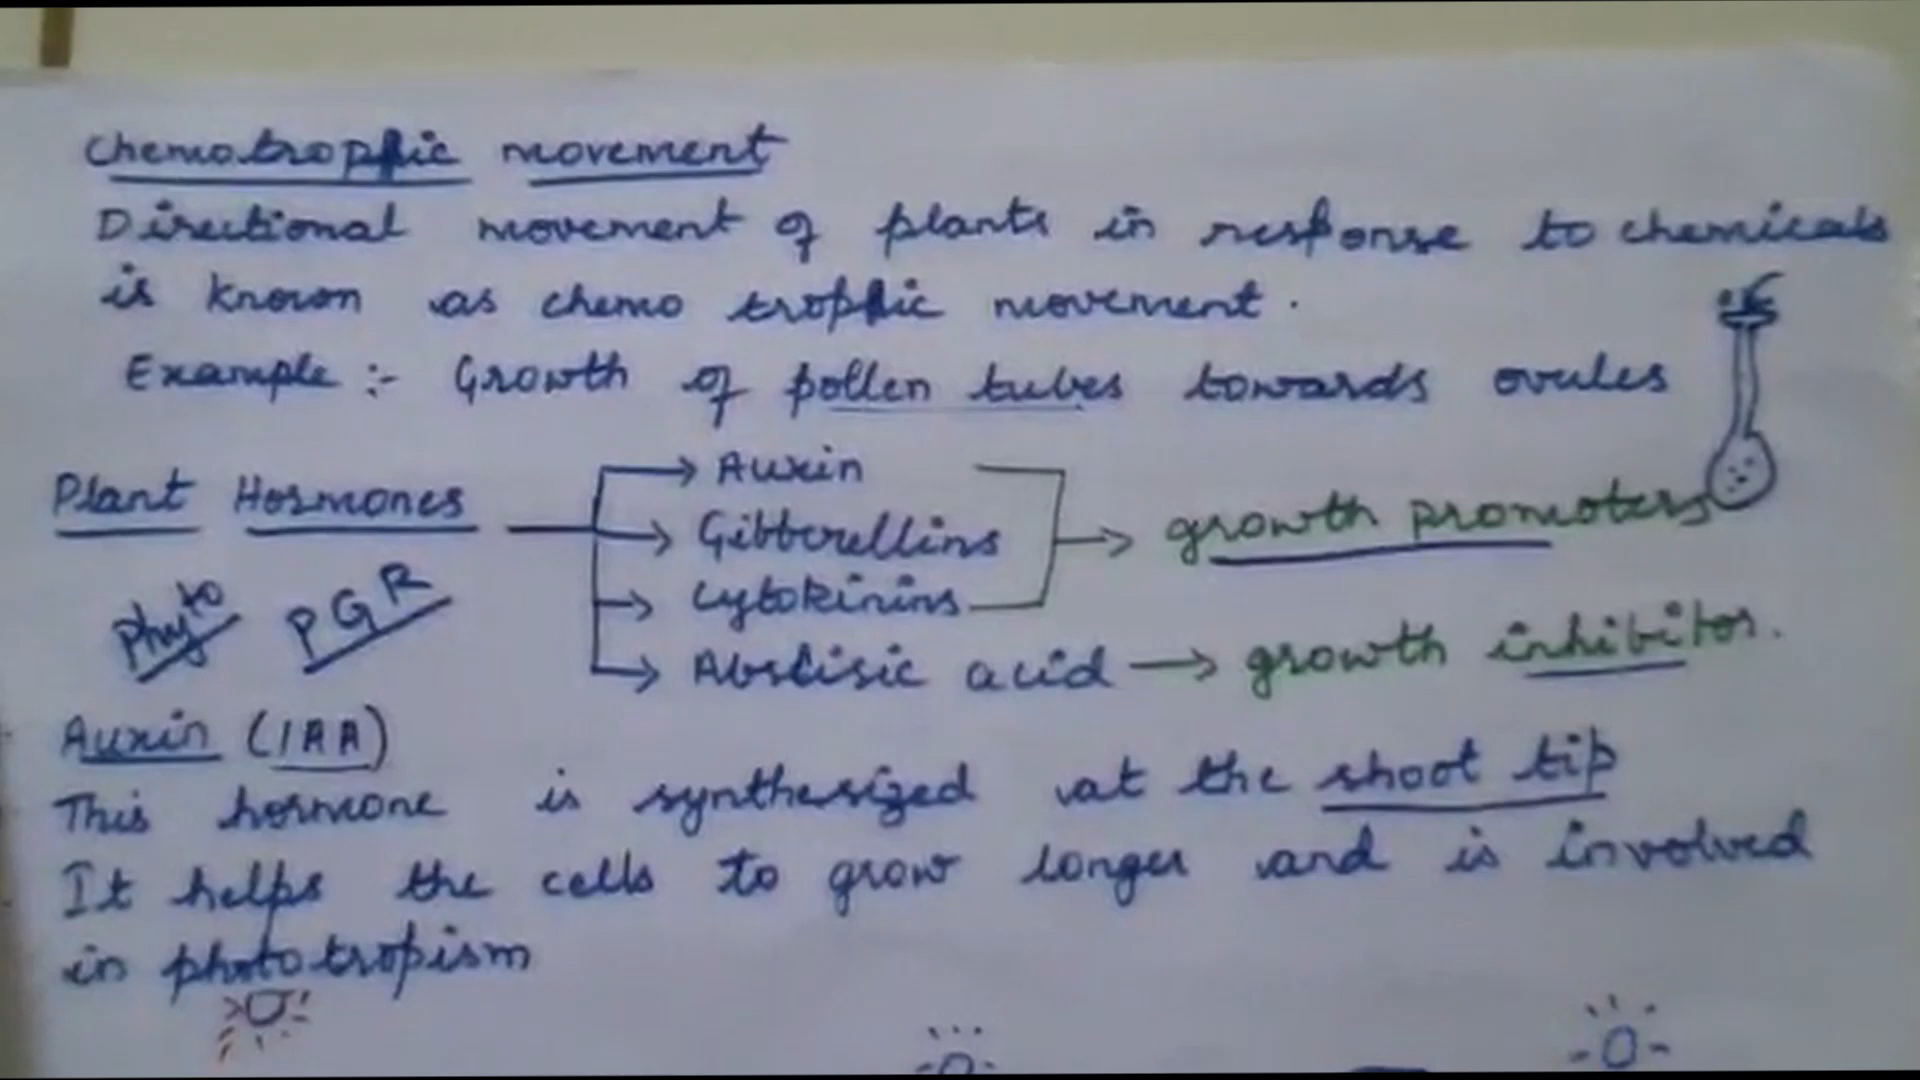 Chemotrophic movement
Directional movement of plants in response to chemicals
is known as chemo trophic movement.
Example :- Growth of pollen tubes towards ovules
Plant Hormones
Auxin
Gibberellins
Cytokinins
growth promoters
Abscisic acid → growth inhibitor.
Phyto PGR
Auxin (IAA)
This hormone is synthesized at the shoot tip
It helps the cells to grow longer and is involved
in phototropism